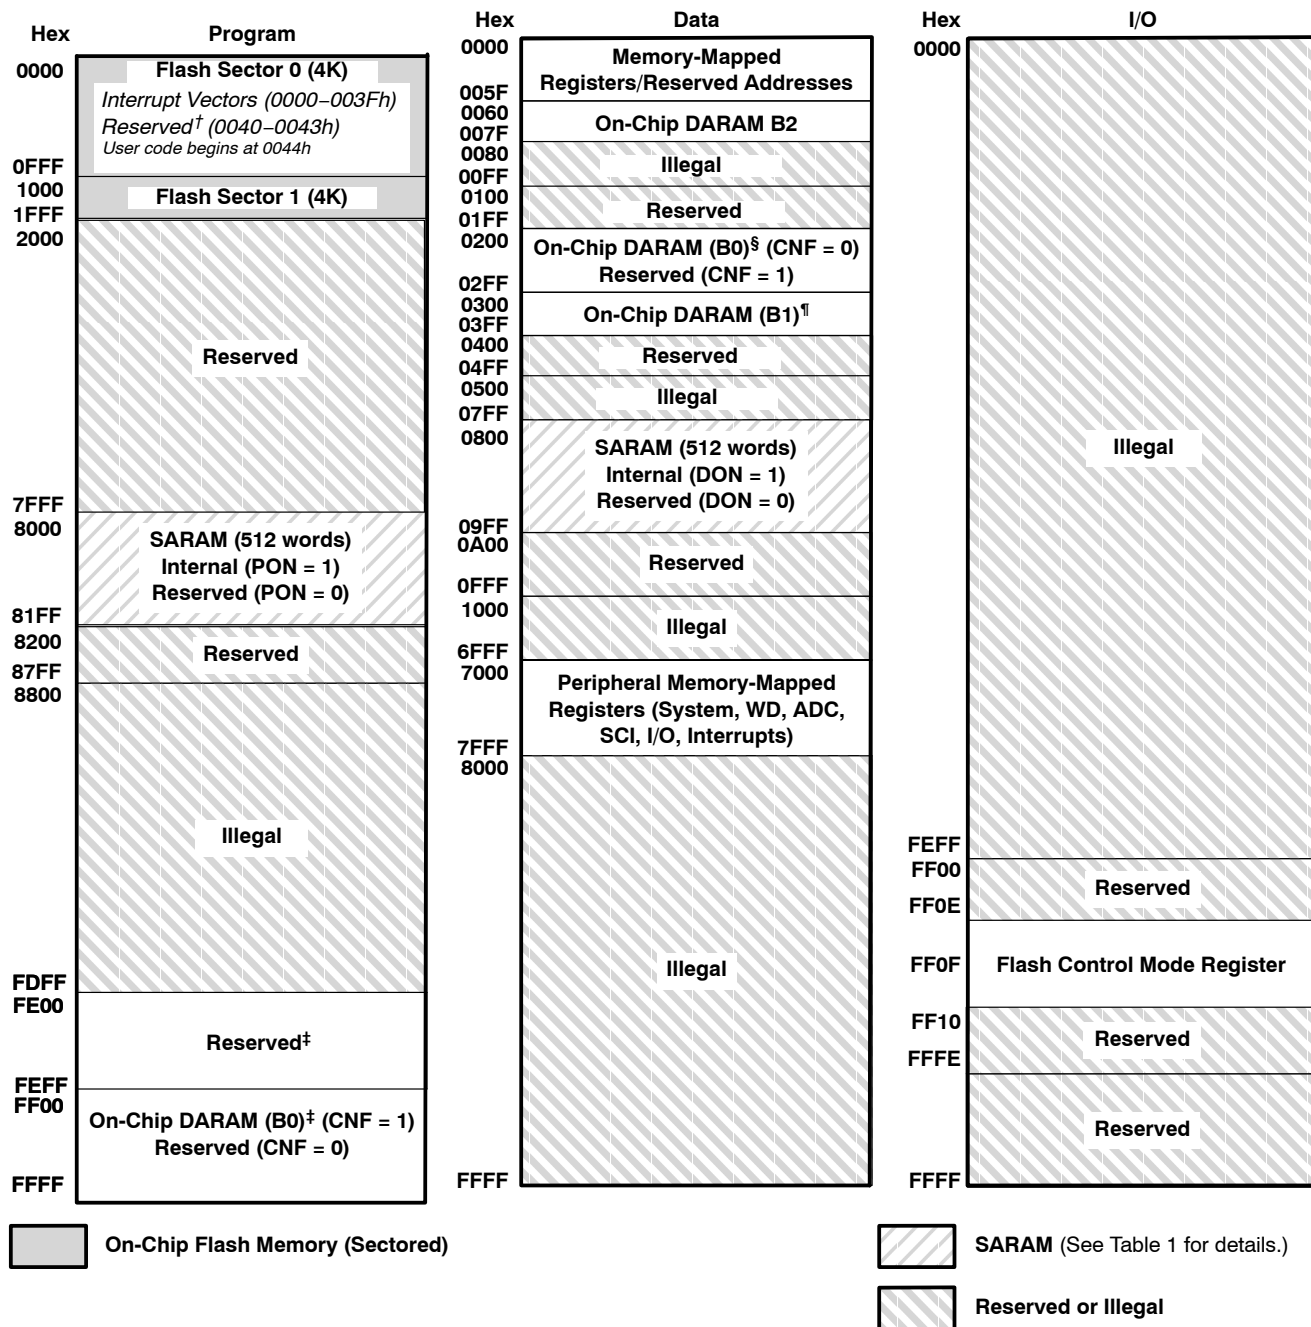 Hex Program
0000 Flash Sector 0 (4K)
Interrupt Vectors (0000–003Fh)
Reserved† (0040–0043h)
User code begins at 0044h
0FFF
1000
Flash Sector 1 (4K)
1FFF
2000
Reserved
7FFF
8000
SARAM (512 words)
Internal (PON = 1)
Reserved (PON = 0)
81FF
8200
Reserved
87FF
8800
Illegal
FDFF
FE00
Reserved‡
FEFF
FF00
On-Chip DARAM (B0)‡ (CNF = 1)
Reserved (CNF = 0)
FFFF
Hex Data
0000
Memory-Mapped
Registers/Reserved Addresses
005F
0060
On-Chip DARAM B2
007F
0080
Illegal
00FF
0100
Reserved
01FF
0200
On-Chip DARAM (B0)§ (CNF = 0)
Reserved (CNF = 1)
02FF
0300
On-Chip DARAM (B1)¶
03FF
0400
Reserved
04FF
0500
Illegal
07FF
0800
SARAM (512 words)
Internal (DON = 1)
Reserved (DON = 0)
09FF
0A00
Reserved
0FFF
1000
Illegal
6FFF
7000
Peripheral Memory-Mapped
Registers (System, WD, ADC,
SCI, I/O, Interrupts)
7FFF
8000
Illegal
FFFF
Hex I/O
0000
Illegal
FEFF
FF00
Reserved
FF0E
FF0F Flash Control Mode Register
FF10
Reserved
FFFE
Reserved
FFFF
On-Chip Flash Memory (Sectored)
SARAM (See Table 1 for details.)
Reserved or Illegal